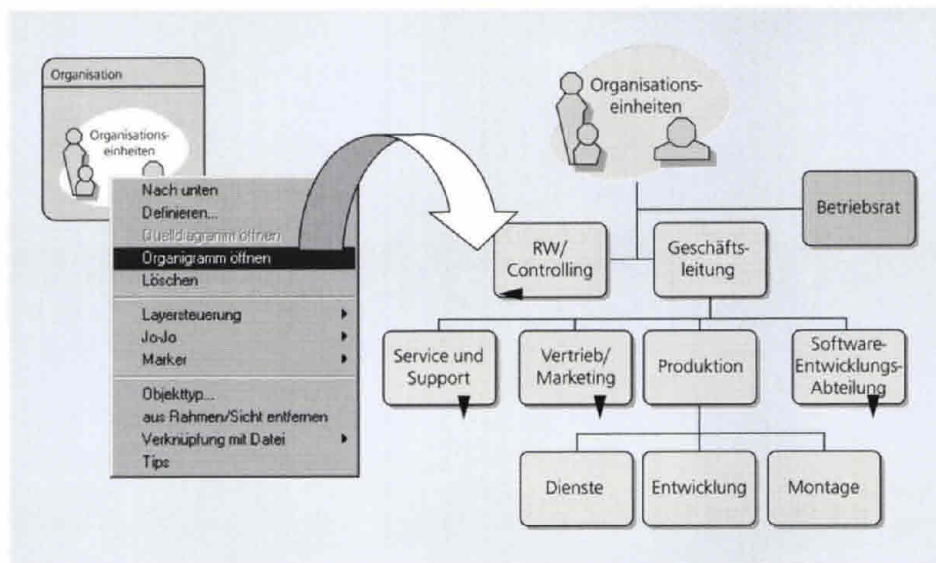 Organisation
Organisations-
einheiten
Nach unten
Definieren...
Quelldiagramm öffnen
Organigramm öffnen
Löschen
Layersteuerung
Jo-Jo
Marker
Objekttyp...
aus Rahmen/Sicht entfernen
Verknüpfung mit Datei
Tips
Organisations-
einheiten
Betriebsrat
RW/
Controlling
Geschäfts-
leitung
Service und
Support
Vertrieb/
Marketing
Produktion
Software-
Entwicklungs-
Abteilung
Dienste
Entwicklung
Montage